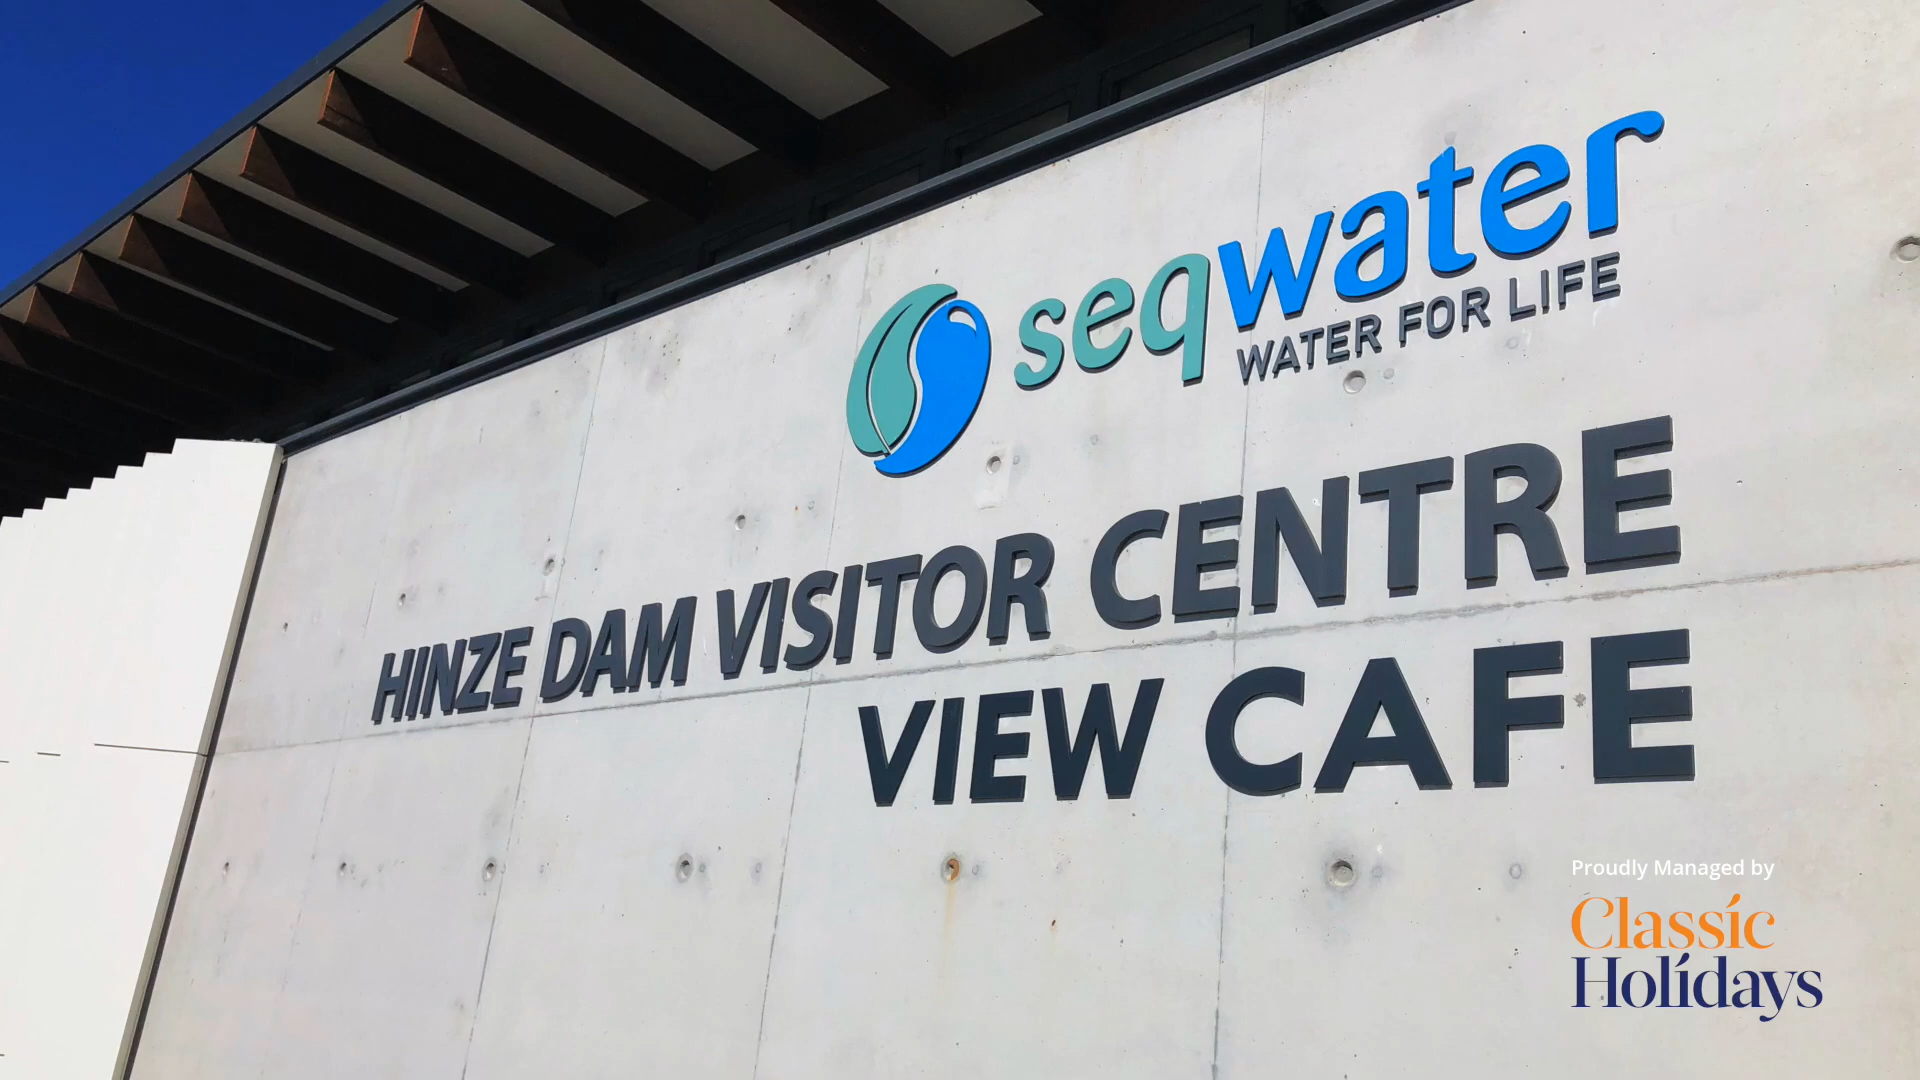 seqwater
WATER FOR LIFE
HINZE DAM VISITOR CENTRE
VIEW CAFE
Proudly Managed by
Classic
Holidays